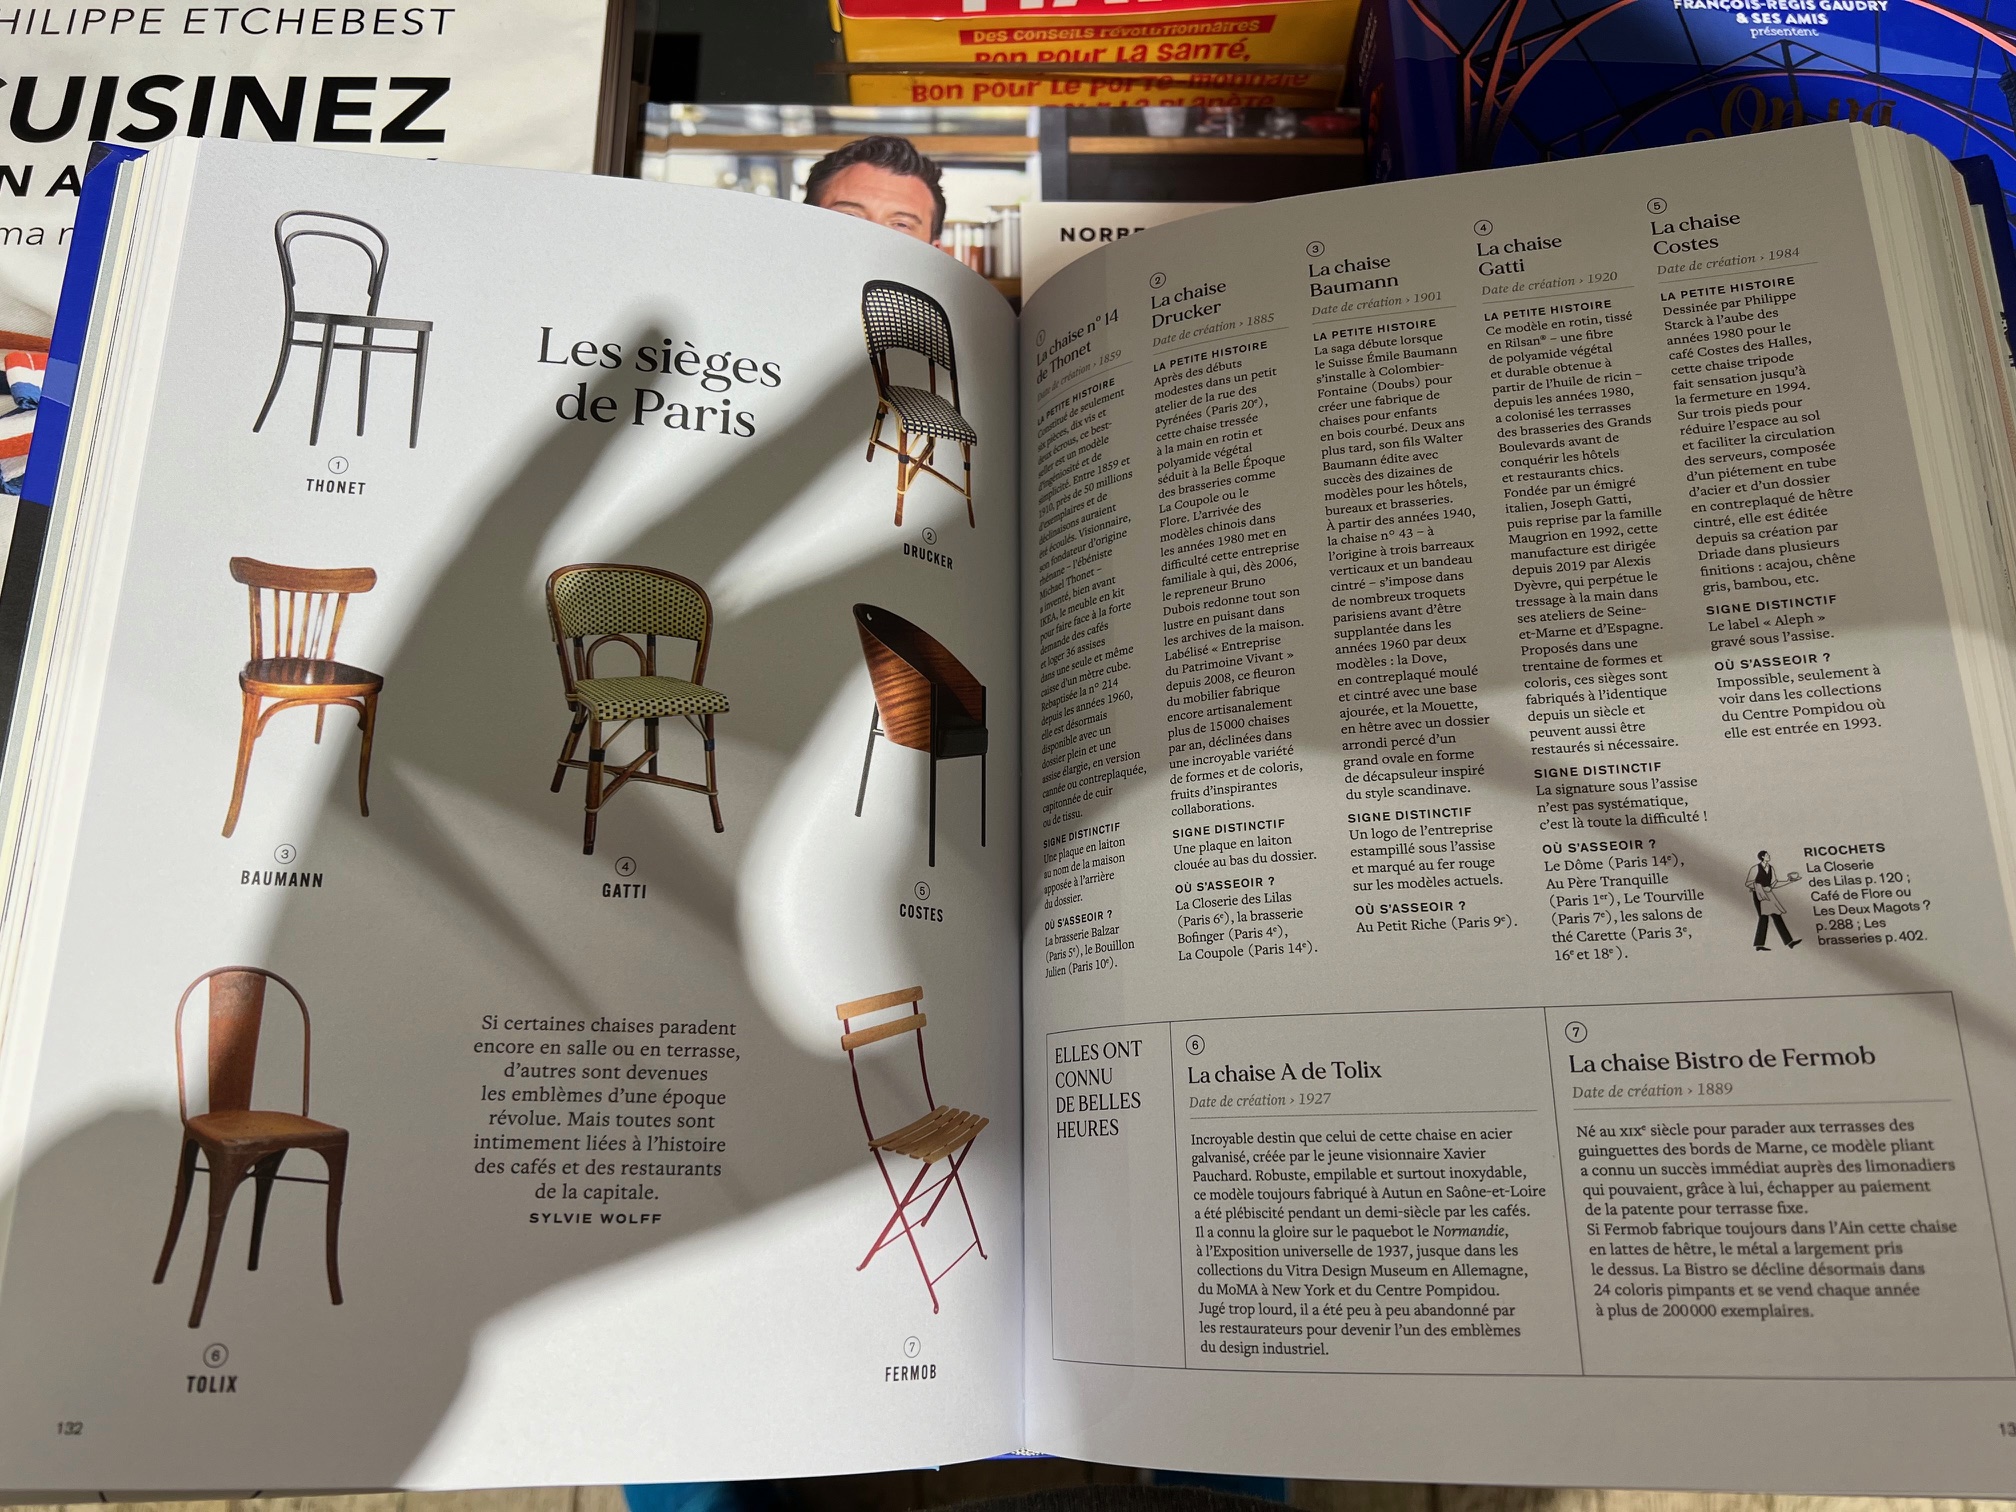 HILIPPE ETCHEBEST
CUISINEZ
N A
ma
Des conseils révolutionnaires
Bon pour la santé,
Bon pour le porte-monnaie
NORBE
FRANÇOIS-RÉGIS GAUDRY
& SES AMIS
présentent
On va
Les sièges
de Paris
1
THONET
2
DRUCKER
3
BAUMANN
4
GATTI
5
COSTES
6
TOLIX
7
FERMOB
Si certaines chaises paradent
encore en salle ou en terrasse,
d'autres sont devenues
les emblèmes d'une époque
révolue. Mais toutes sont
intimement liées à l'histoire
des cafés et des restaurants
de la capitale.
SYLVIE WOLFF
132
1
La chaise n° 14
de Thonet
Date de création › 1859
LA PETITE HISTOIRE
Constitué de seulement
six pièces, dix vis et
deux écrous, ce best-
seller est un modèle
d'ingéniosité et de
simplicité. Entre 1859 et
1910, près de 50 millions
d'exemplaires et de
déclinaisons auraient
été écoulés. Visionnaire,
son fondateur d'origine
rhénane – l'ébéniste
Michael Thonet –
a inventé, bien avant
IKEA, le meuble en kit
pour faire face à la forte
demande des cafés
et loger 36 assises
dans une seule et même
caisse d'un mètre cube.
Rebaptisée la n° 214
depuis les années 1960,
elle est désormais
disponible avec un
dossier plein et une
assise élargie, en version
cannée ou contreplaquée,
capitonnée de cuir
ou de tissu.
SIGNE DISTINCTIF
Une plaque en laiton
au nom de la maison
apposée à l'arrière
du dossier.
OÙ S'ASSEOIR ?
La brasserie Balzar
(Paris 5e), le Bouillon
Julien (Paris 10e).
2
La chaise
Drucker
Date de création › 1885
LA PETITE HISTOIRE
Après des débuts
modestes dans un petit
atelier de la rue des
Pyrénées (Paris 20e),
cette chaise tressée
à la main en rotin et
polyamide végétal
séduit à la Belle Époque
des brasseries comme
La Coupole ou le
Flore. L'arrivée des
modèles chinois dans
les années 1980 met en
difficulté cette entreprise
familiale à qui, dès 2006,
le repreneur Bruno
Dubois redonne tout son
lustre en puisant dans
les archives de la maison.
Labélisé « Entreprise
du Patrimoine Vivant »
depuis 2008, ce fleuron
du mobilier fabrique
encore artisanalement
plus de 15 000 chaises
par an, déclinées dans
une incroyable variété
de formes et de coloris,
fruits d'inspirantes
collaborations.
SIGNE DISTINCTIF
Une plaque en laiton
clouée au bas du dossier.
OÙ S'ASSEOIR ?
La Closerie des Lilas
(Paris 6e), la brasserie
Bofinger (Paris 4e),
La Coupole (Paris 14e).
3
La chaise
Baumann
Date de création › 1901
LA PETITE HISTOIRE
La saga débute lorsque
le Suisse Émile Baumann
s'installe à Colombier-
Fontaine (Doubs) pour
créer une fabrique de
chaises pour enfants
en bois courbé. Deux ans
plus tard, son fils Walter
Baumann édite avec
succès des dizaines de
modèles pour les hôtels,
bureaux et brasseries.
À partir des années 1940,
la chaise n° 43 – à
l'origine à trois barreaux
verticaux et un bandeau
cintré – s'impose dans
de nombreux troquets
parisiens avant d'être
supplantée dans les
années 1960 par deux
modèles : la Dove,
en contreplaqué moulé
et cintré avec une base
ajourée, et la Mouette,
en hêtre avec un dossier
arrondi percé d'un
grand ovale en forme
de décapsuleur inspiré
du style scandinave.
SIGNE DISTINCTIF
Un logo de l'entreprise
estampillé sous l'assise
et marqué au fer rouge
sur les modèles actuels.
OÙ S'ASSEOIR ?
Au Petit Riche (Paris 9e).
4
La chaise
Gatti
Date de création › 1920
LA PETITE HISTOIRE
Ce modèle en rotin, tissé
en Rilsan® – une fibre
de polyamide végétal
et durable obtenue à
partir de l'huile de ricin –
depuis les années 1980,
a colonisé les terrasses
des brasseries des Grands
Boulevards avant de
conquérir les hôtels
et restaurants chics.
Fondée par un émigré
italien, Joseph Gatti,
puis reprise par la famille
Maugrion en 1992, cette
manufacture est dirigée
depuis 2019 par Alexis
Dyèvre, qui perpétue le
tressage à la main dans
ses ateliers de Seine-
et-Marne et d'Espagne.
Proposés dans une
trentaine de formes et
coloris, ces sièges sont
fabriqués à l'identique
depuis un siècle et
peuvent aussi être
restaurés si nécessaire.
SIGNE DISTINCTIF
La signature sous l'assise
n'est pas systématique,
c'est là toute la difficulté !
OÙ S'ASSEOIR ?
Le Dôme (Paris 14e),
Au Père Tranquille
(Paris 1er), Le Tourville
(Paris 7e), les salons de
thé Carette (Paris 3e,
16e et 18e).
5
La chaise
Costes
Date de création › 1984
LA PETITE HISTOIRE
Dessinée par Philippe
Starck à l'aube des
années 1980 pour le
café Costes des Halles,
cette chaise tripode
fait sensation jusqu'à
la fermeture en 1994.
Sur trois pieds pour
réduire l'espace au sol
et faciliter la circulation
des serveurs, composée
d'un piétement en tube
d'acier et d'un dossier
en contreplaqué de hêtre
cintré, elle est éditée
depuis sa création par
Driade dans plusieurs
finitions : acajou, chêne
gris, bambou, etc.
SIGNE DISTINCTIF
Le label « Aleph »
gravé sous l'assise.
OÙ S'ASSEOIR ?
Impossible, seulement à
voir dans les collections
du Centre Pompidou où
elle est entrée en 1993.
RICOCHETS
La Closerie
des Lilas p. 120 ;
Café de Flore ou
Les Deux Magots ?
p. 288 ; Les
brasseries p. 402.
ELLES ONT
CONNU
DE BELLES
HEURES
6
La chaise A de Tolix
Date de création › 1927
Incroyable destin que celui de cette chaise en acier
galvanisé, créée par le jeune visionnaire Xavier
Pauchard. Robuste, empilable et surtout inoxydable,
ce modèle toujours fabriqué à Autun en Saône-et-Loire
a été plébiscité pendant un demi-siècle par les cafés.
Il a connu la gloire sur le paquebot le Normandie,
à l'Exposition universelle de 1937, jusque dans les
collections du Vitra Design Museum en Allemagne,
du MoMA à New York et du Centre Pompidou.
Jugé trop lourd, il a été peu à peu abandonné par
les restaurateurs pour devenir l'un des emblèmes
du design industriel.
7
La chaise Bistro de Fermob
Date de création › 1889
Né au XIXe siècle pour parader aux terrasses des
guinguettes des bords de Marne, ce modèle pliant
a connu un succès immédiat auprès des limonadiers
qui pouvaient, grâce à lui, échapper au paiement
de la patente pour terrasse fixe.
Si Fermob fabrique toujours dans l'Ain cette chaise
en lattes de hêtre, le métal a largement pris
le dessus. La Bistro se décline désormais dans
24 coloris pimpants et se vend chaque année
à plus de 200 000 exemplaires.
13